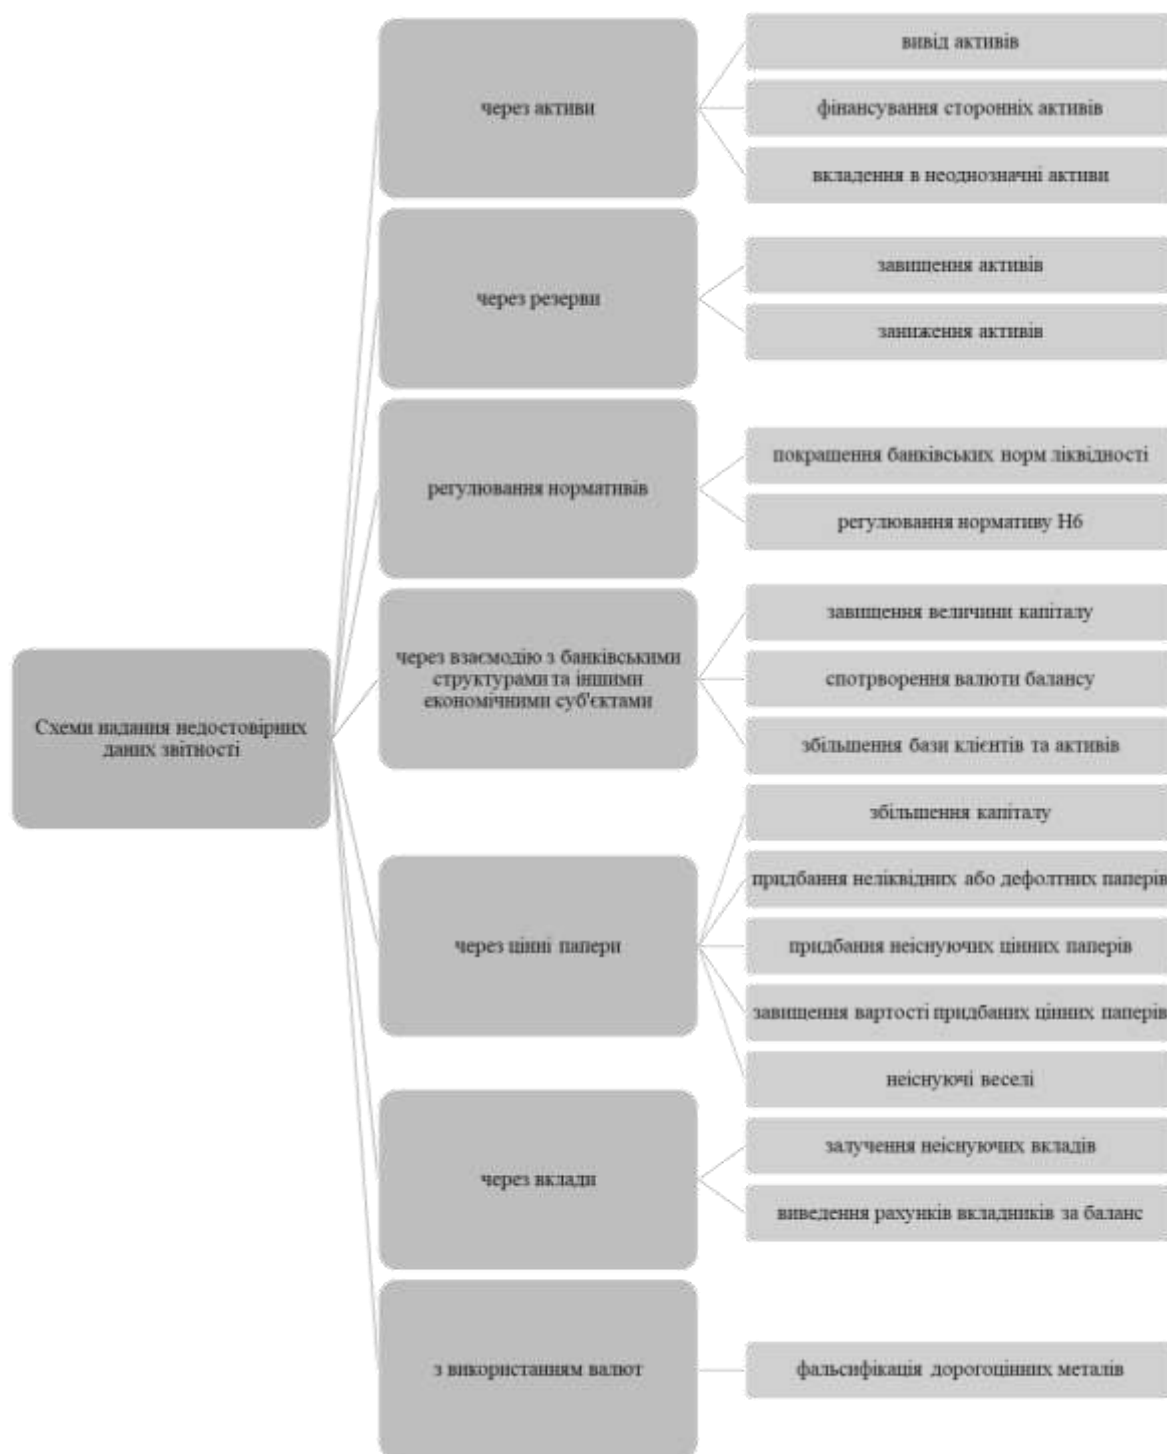 Схеми надання недостовірних
даних звітності
через активи
вивід активів
фінансування сторонніх активів
вкладення в неоднозначні активи
через резерви
завищення активів
заниження активів
регулювання нормативів
покрашення банківських норм ліквідності
регулювання нормативу Н6
через взаємодію з банківськими
структурами та іншими
економічними суб'єктами
завищення величини капіталу
спотрворення валюти балансу
збільшення бази клієнтів та активів
через цінні папери
збільшення капіталу
придбання неліквідних або дефолтних паперів
придбання неіснуючих цінних паперів
завищення вартості придбаних цінних паперів
неіснуючі веселі
через вклади
залучення неіснуючих вкладів
виведення рахунків вкладників за баланс
з використанням валют
фальсифікація дорогоцінних металів